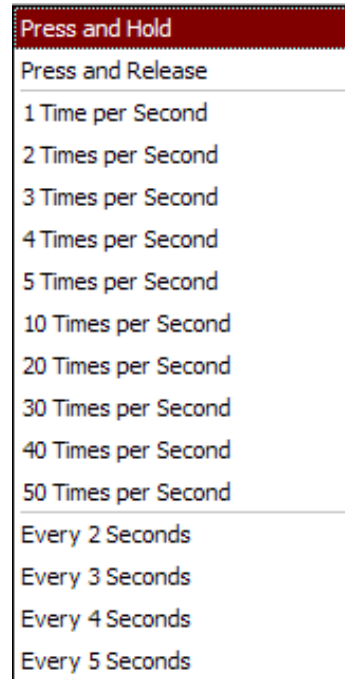 Press and Hold
Press and Release
1 Time per Second
2 Times per Second
3 Times per Second
4 Times per Second
5 Times per Second
10 Times per Second
20 Times per Second
30 Times per Second
40 Times per Second
50 Times per Second
Every 2 Seconds
Every 3 Seconds
Every 4 Seconds
Every 5 Seconds